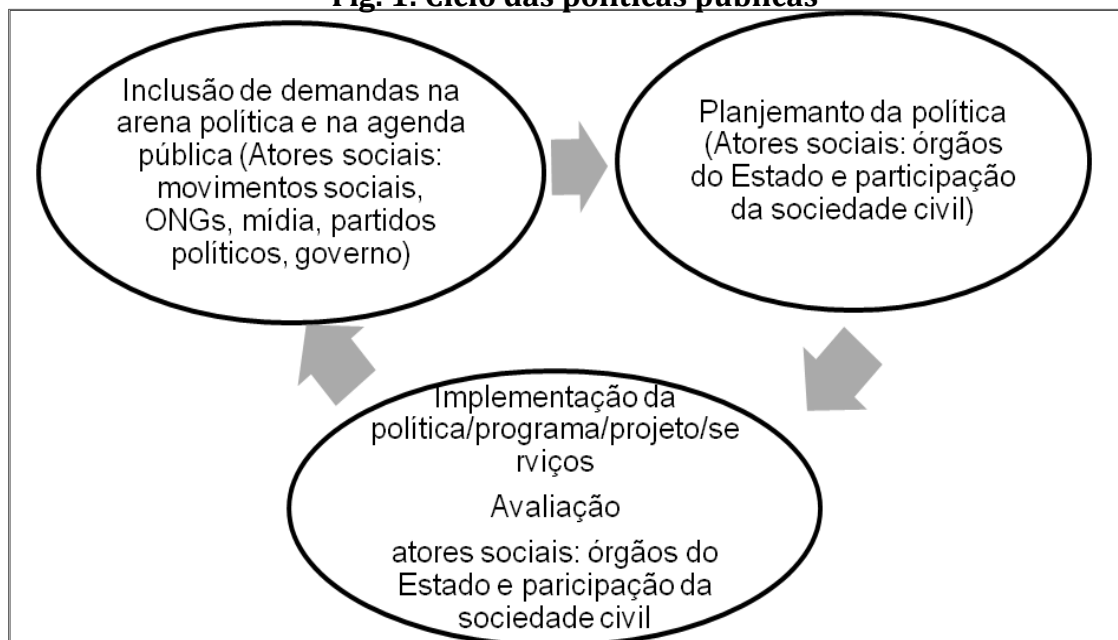 Fig. 1: Ciclo das políticas públicas
Inclusão de demandas na
arena política e na agenda
pública (Atores sociais:
movimentos sociais,
ONGs, mídia, partidos
políticos, governo)
Planjemanto da política
(Atores sociais: órgãos
do Estado e participação
da sociedade civil)
Implementação da
política/programa/projeto/se
rviços
Avaliação
atores sociais: órgãos do
Estado e paricipação da
sociedade civil